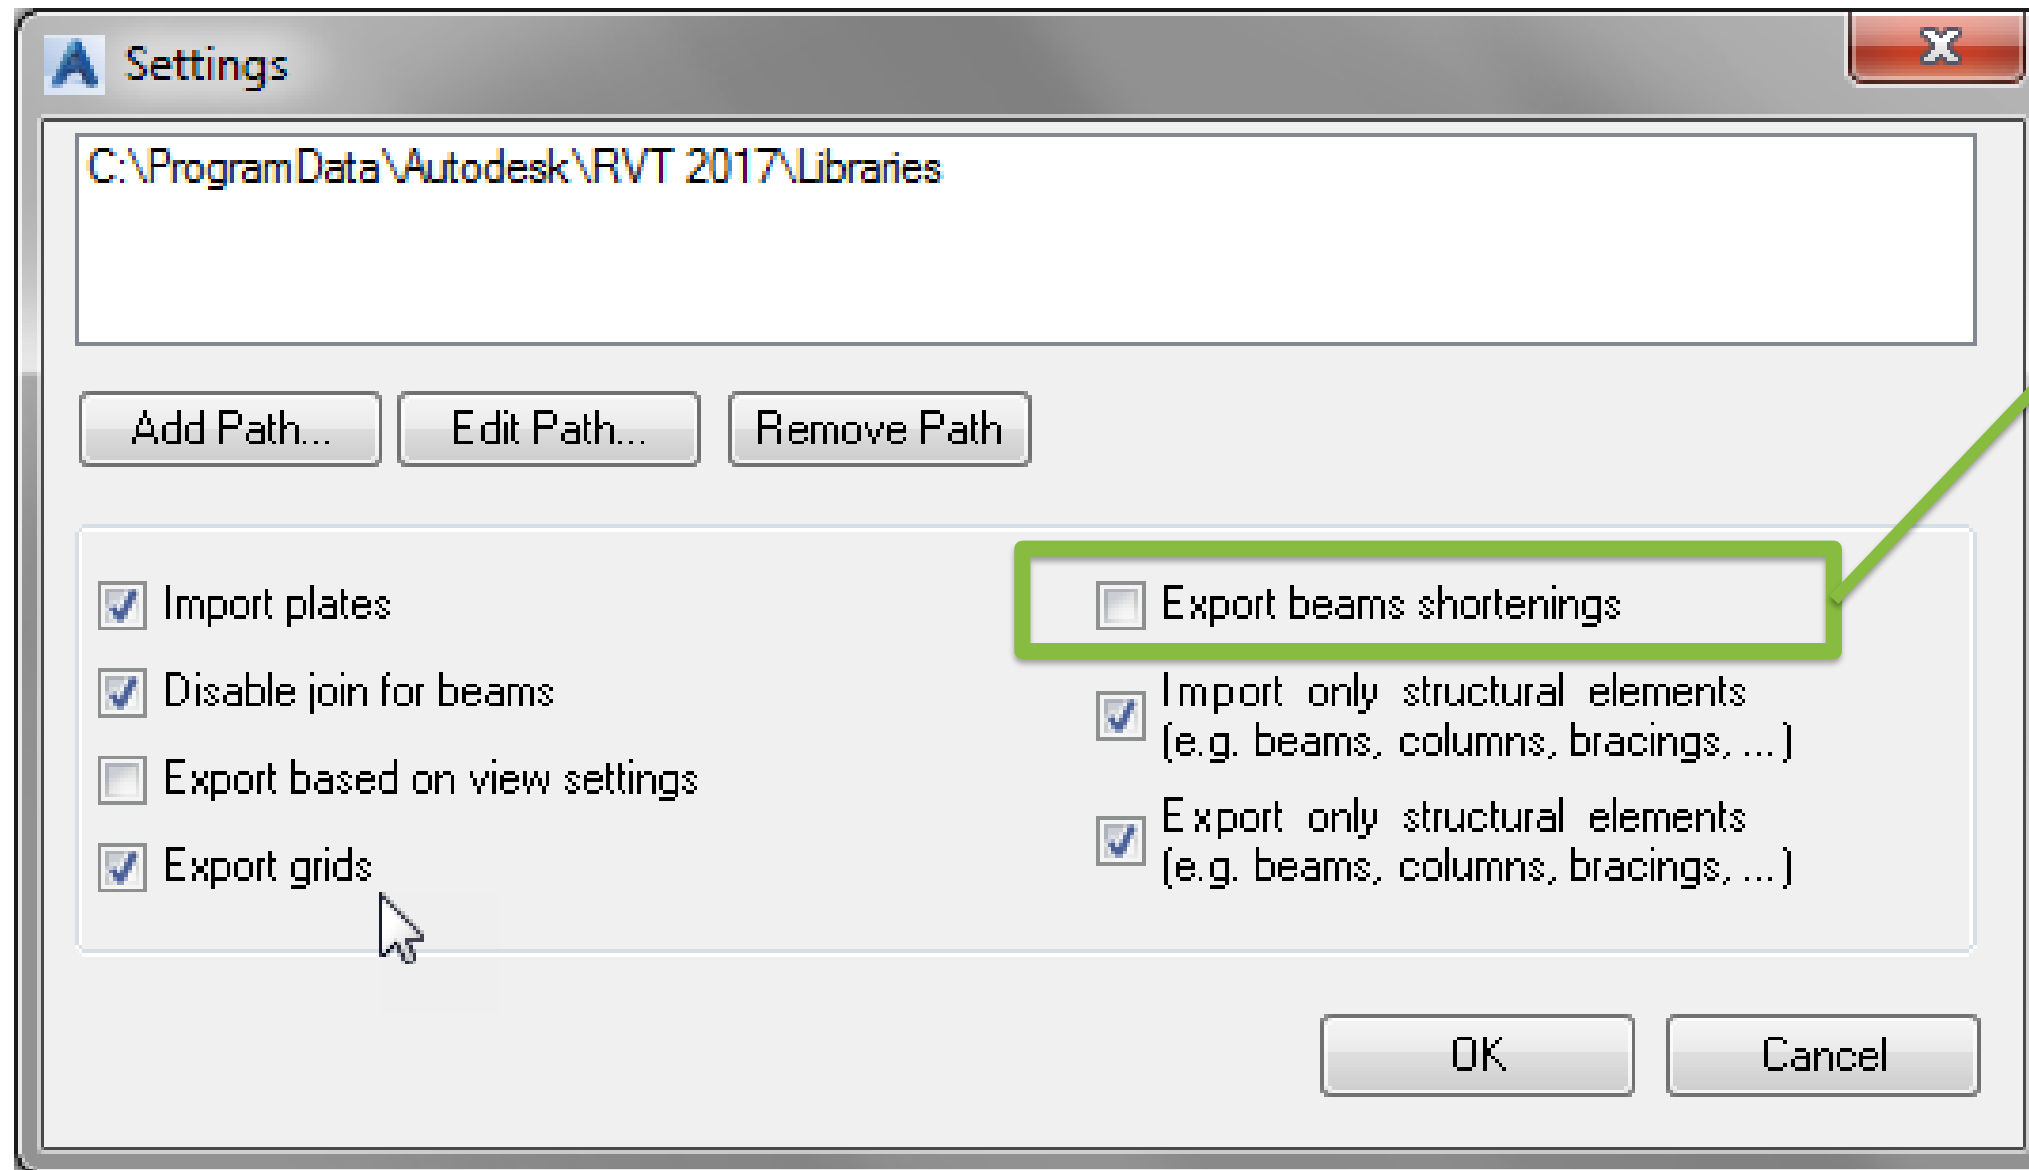 Settings
C:\ProgramData\Autodesk\RVT 2017\Libraries
Add Path... Edit Path... Remove Path
Import plates
Disable join for beams
Export based on view settings
Export grids
Export beams shortenings
Import only structural elements
(e.g. beams, columns, bracings, ...)
Export only structural elements
(e.g. beams, columns, bracings, ...)
OK Cancel